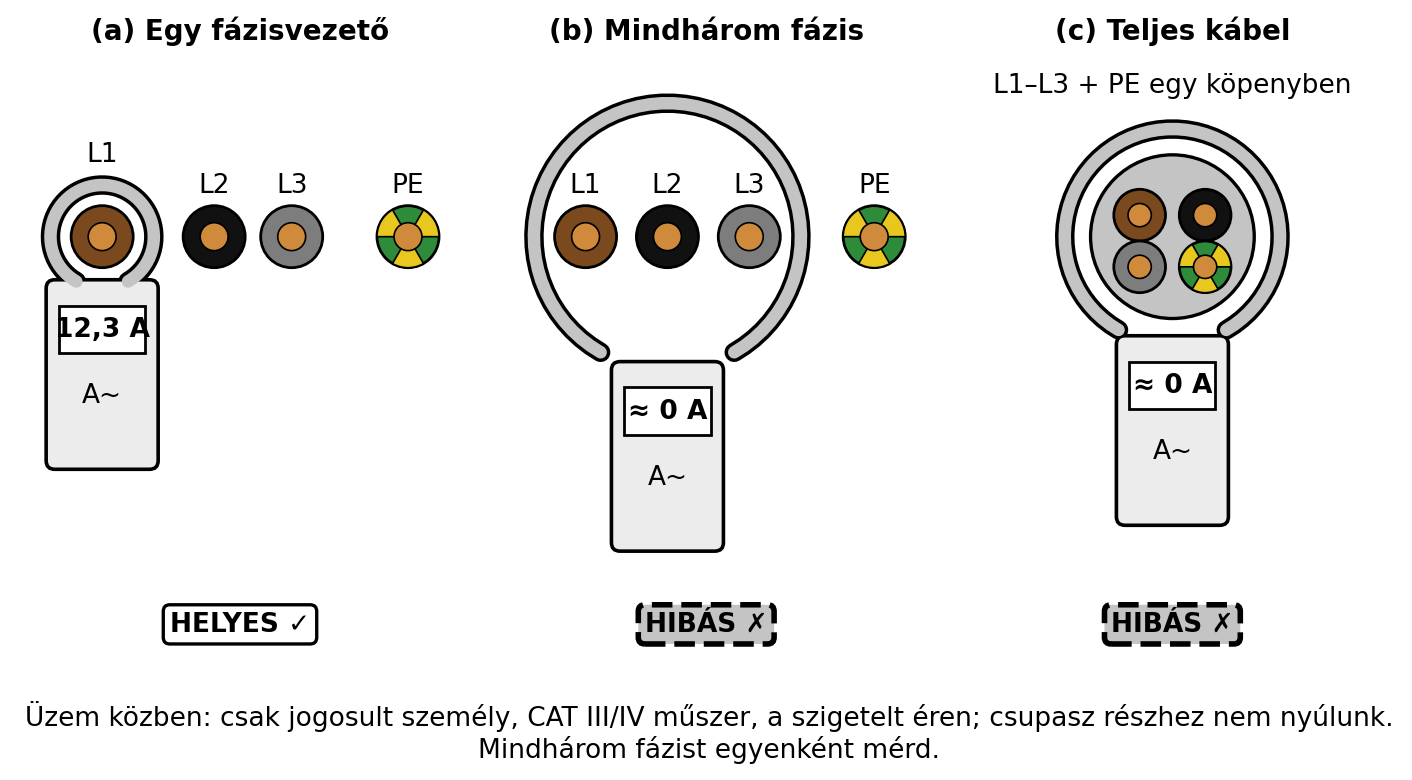 (a) Egy fázisvezető
(b) Mindhárom fázis
(c) Teljes kábel
L1–L3 + PE egy köpenyben
L1
L2
L3
PE
L1
L2
L3
PE
12,3 A
A~
≈ 0 A
A~
≈ 0 A
A~
HELYES ✓
HIBÁS ✗
HIBÁS ✗
Üzem közben: csak jogosult személy, CAT III/IV műszer, a szigetelt éren; csupasz részhez nem nyúlunk.
Mindhárom fázist egyenként mérd.